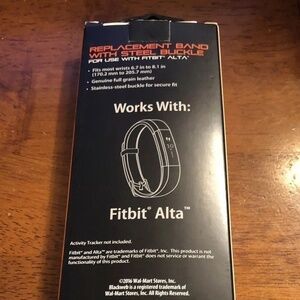 REPLACEMENT BAND
WITH STEEL BUCKLE
FOR USE WITH FITBIT® ALTA™
• Fits most wrists 6.7 in to 8.1 in
(170.2 mm to 205.7 mm)
• Genuine full grain leather
• Stainless-steel buckle for secure fit
Works With:
Fitbit® Alta™
Activity Tracker not included.
Fitbit® and Alta™ are trademarks of Fitbit®, Inc. This product is not
manufactured by Fitbit® and Fitbit® does not service or warrant the
functionality of this product.
©2016 Wal-Mart Stores, Inc.
Blackweb is a registered trademark of
Wal-Mart Stores, Inc. All Rights Reserved.